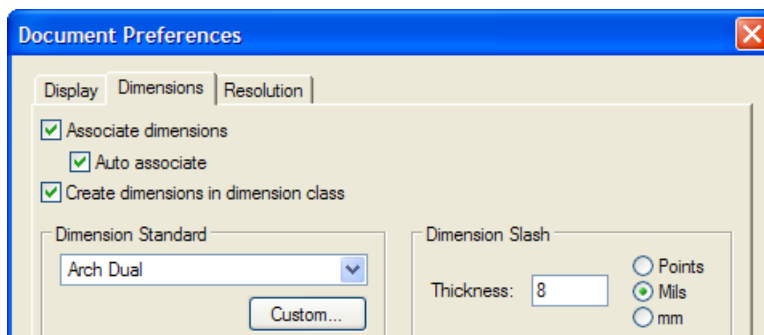 Document Preferences
Display Dimensions Resolution
Associate dimensions
Auto associate
Create dimensions in dimension class
Dimension Standard
Arch Dual
Custom...
Dimension Slash
Thickness: 8
Points
Mils
mm